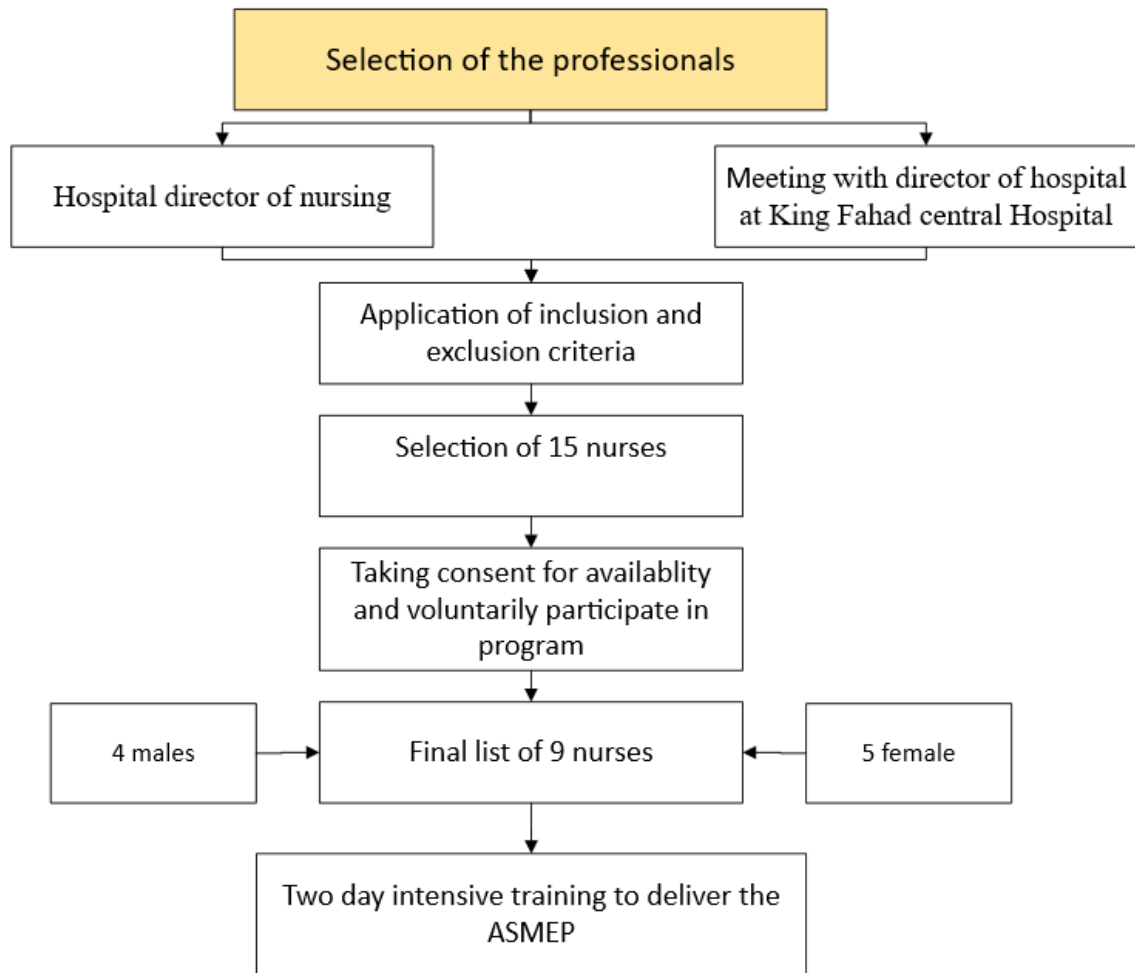 Selection of the professionals
Hospital director of nursing
Meeting with director of hospital
at King Fahad central Hospital
Application of inclusion and
exclusion criteria
Selection of 15 nurses
Taking consent for availablity
and voluntarily participate in
program
4 males
Final list of 9 nurses
5 female
Two day intensive training to deliver the
ASMEP